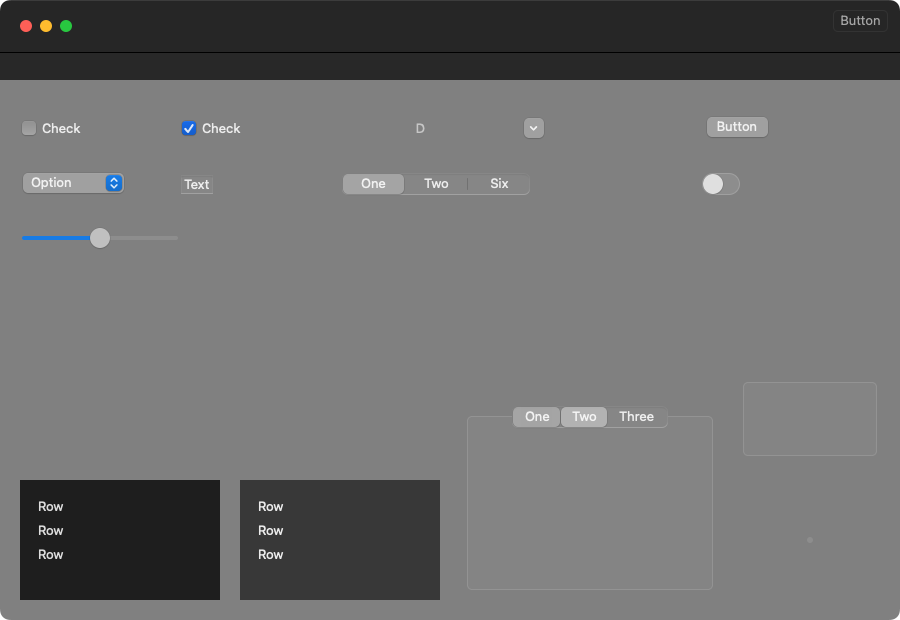 Button
Check
Check
D
Button
Option
Text
One
Two
Six
One
Two
Three
Row
Row
Row
Row
Row
Row